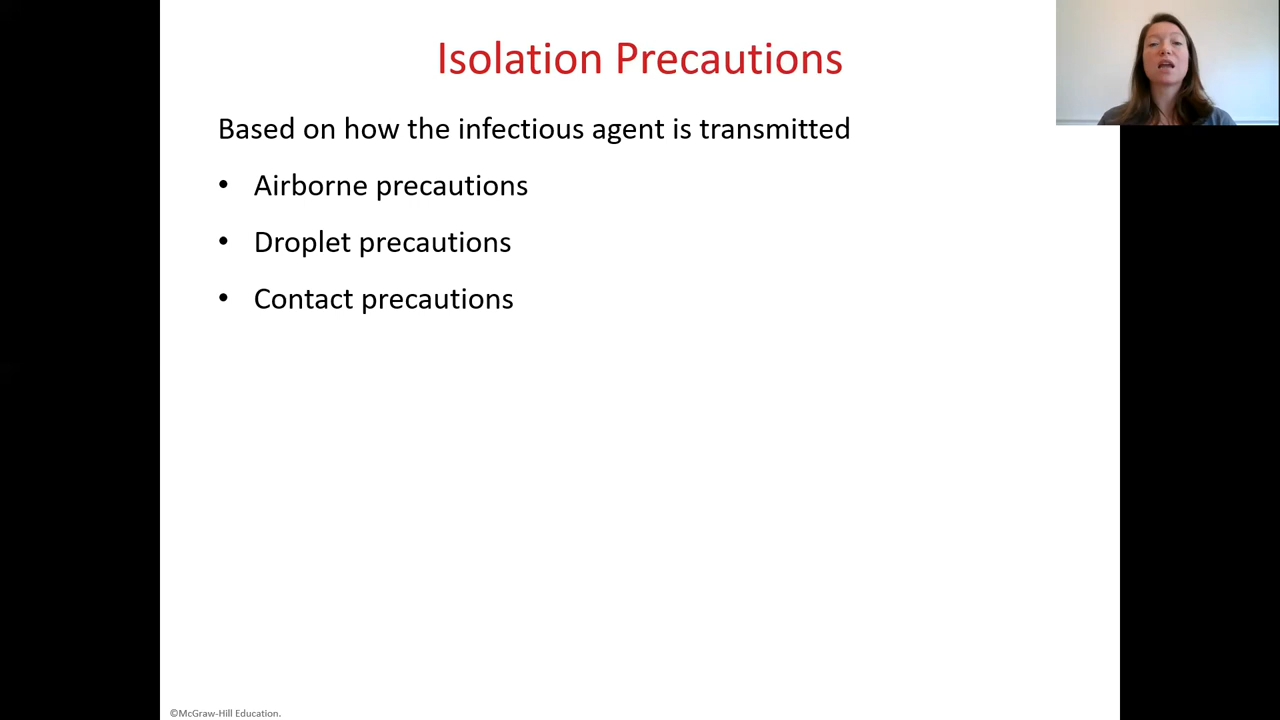 Isolation Precautions
Based on how the infectious agent is transmitted
• Airborne precautions
• Droplet precautions
• Contact precautions
©McGraw-Hill Education.